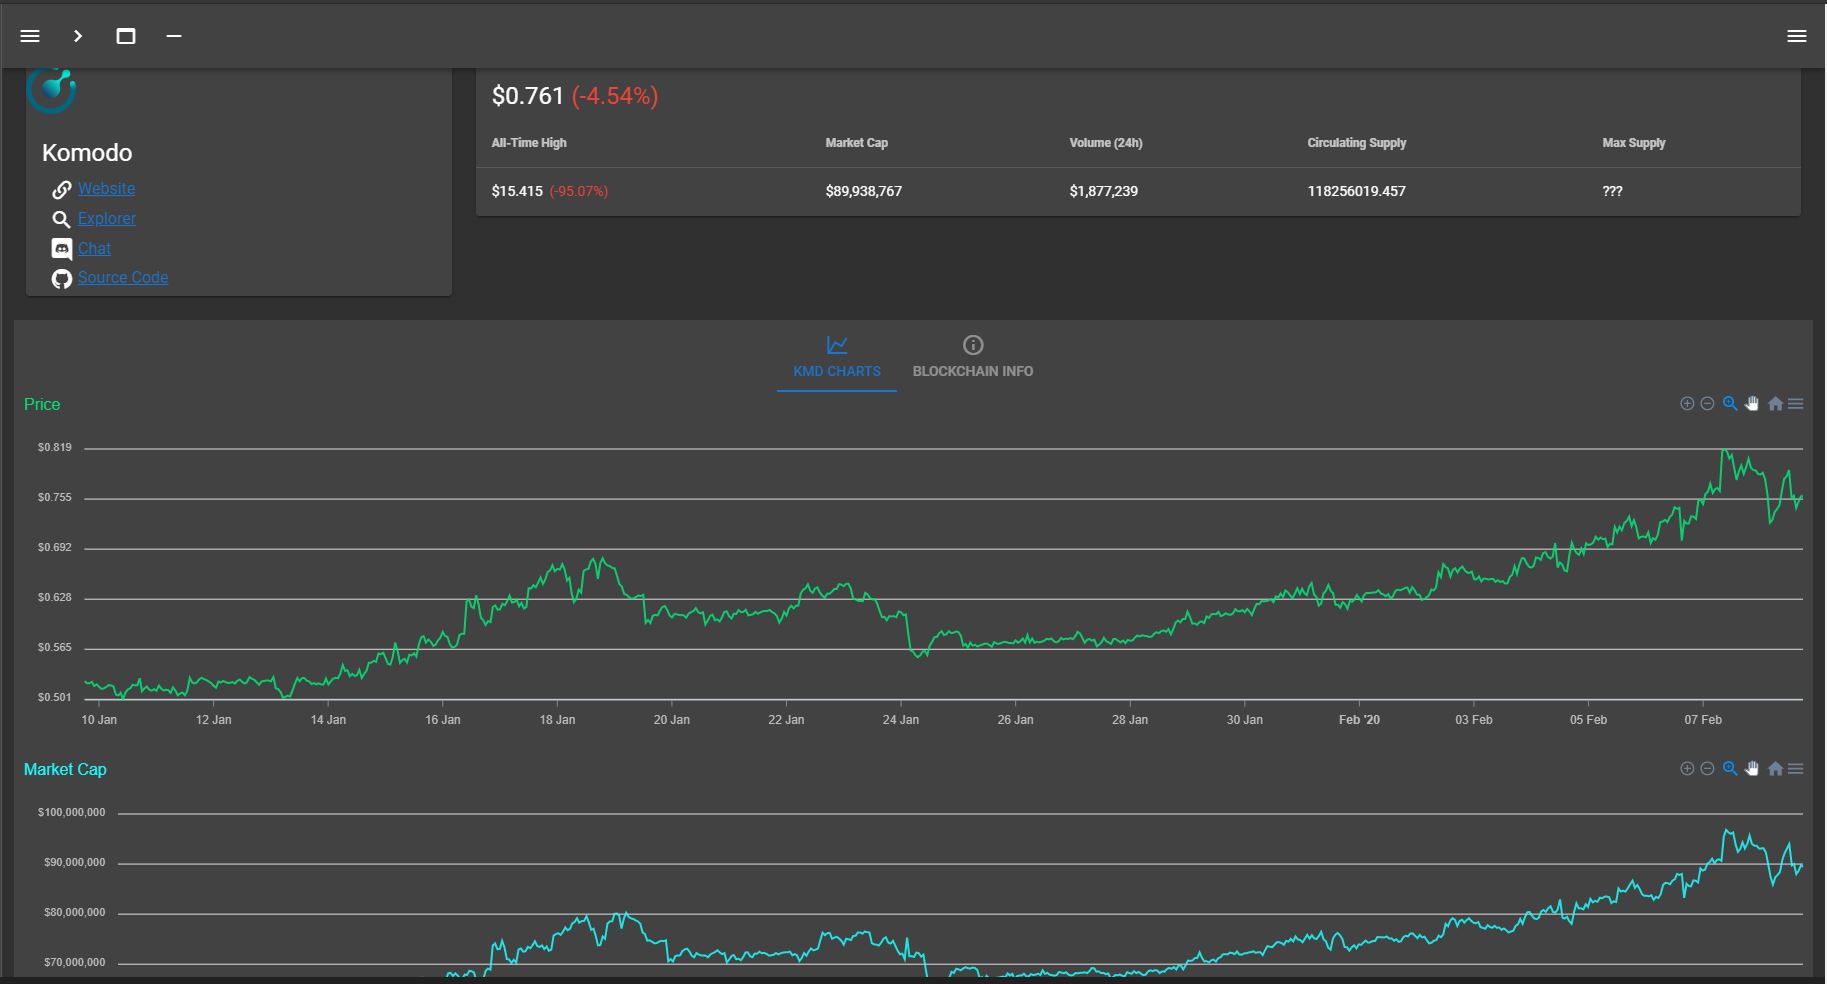 $0.761 (-4.54%)
All-Time High Market Cap Volume (24h) Circulating Supply Max Supply
$15.415 (-95.07%) $89,938,767 $1,877,239 118256019.457 ???
Komodo
Website
Explorer
Chat
Source Code
KMD CHARTS BLOCKCHAIN INFO
Price
$0.819
$0.755
$0.692
$0.628
$0.565
$0.501
10 Jan 12 Jan 14 Jan 16 Jan 18 Jan 20 Jan 22 Jan 24 Jan 26 Jan 28 Jan 30 Jan Feb '20 03 Feb 05 Feb 07 Feb
Market Cap
$100,000,000
$90,000,000
$80,000,000
$70,000,000